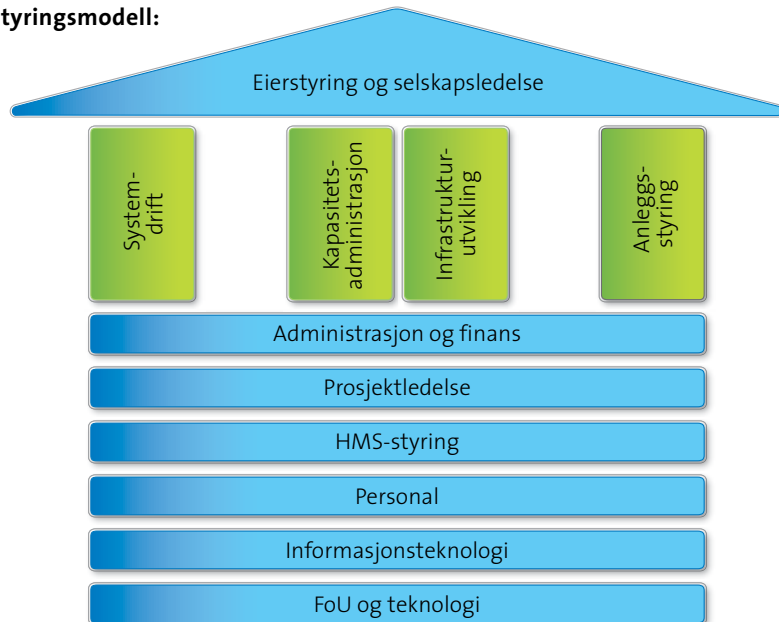 tyringsmodell:
Eierstyring og selskapsledelse
System-
drift
Kapasitets-
administrasjon
Infrastruktur-
utvikling
Anleggs-
styring
Administrasjon og finans
Prosjektledelse
HMS-styring
Personal
Informasjonsteknologi
FoU og teknologi